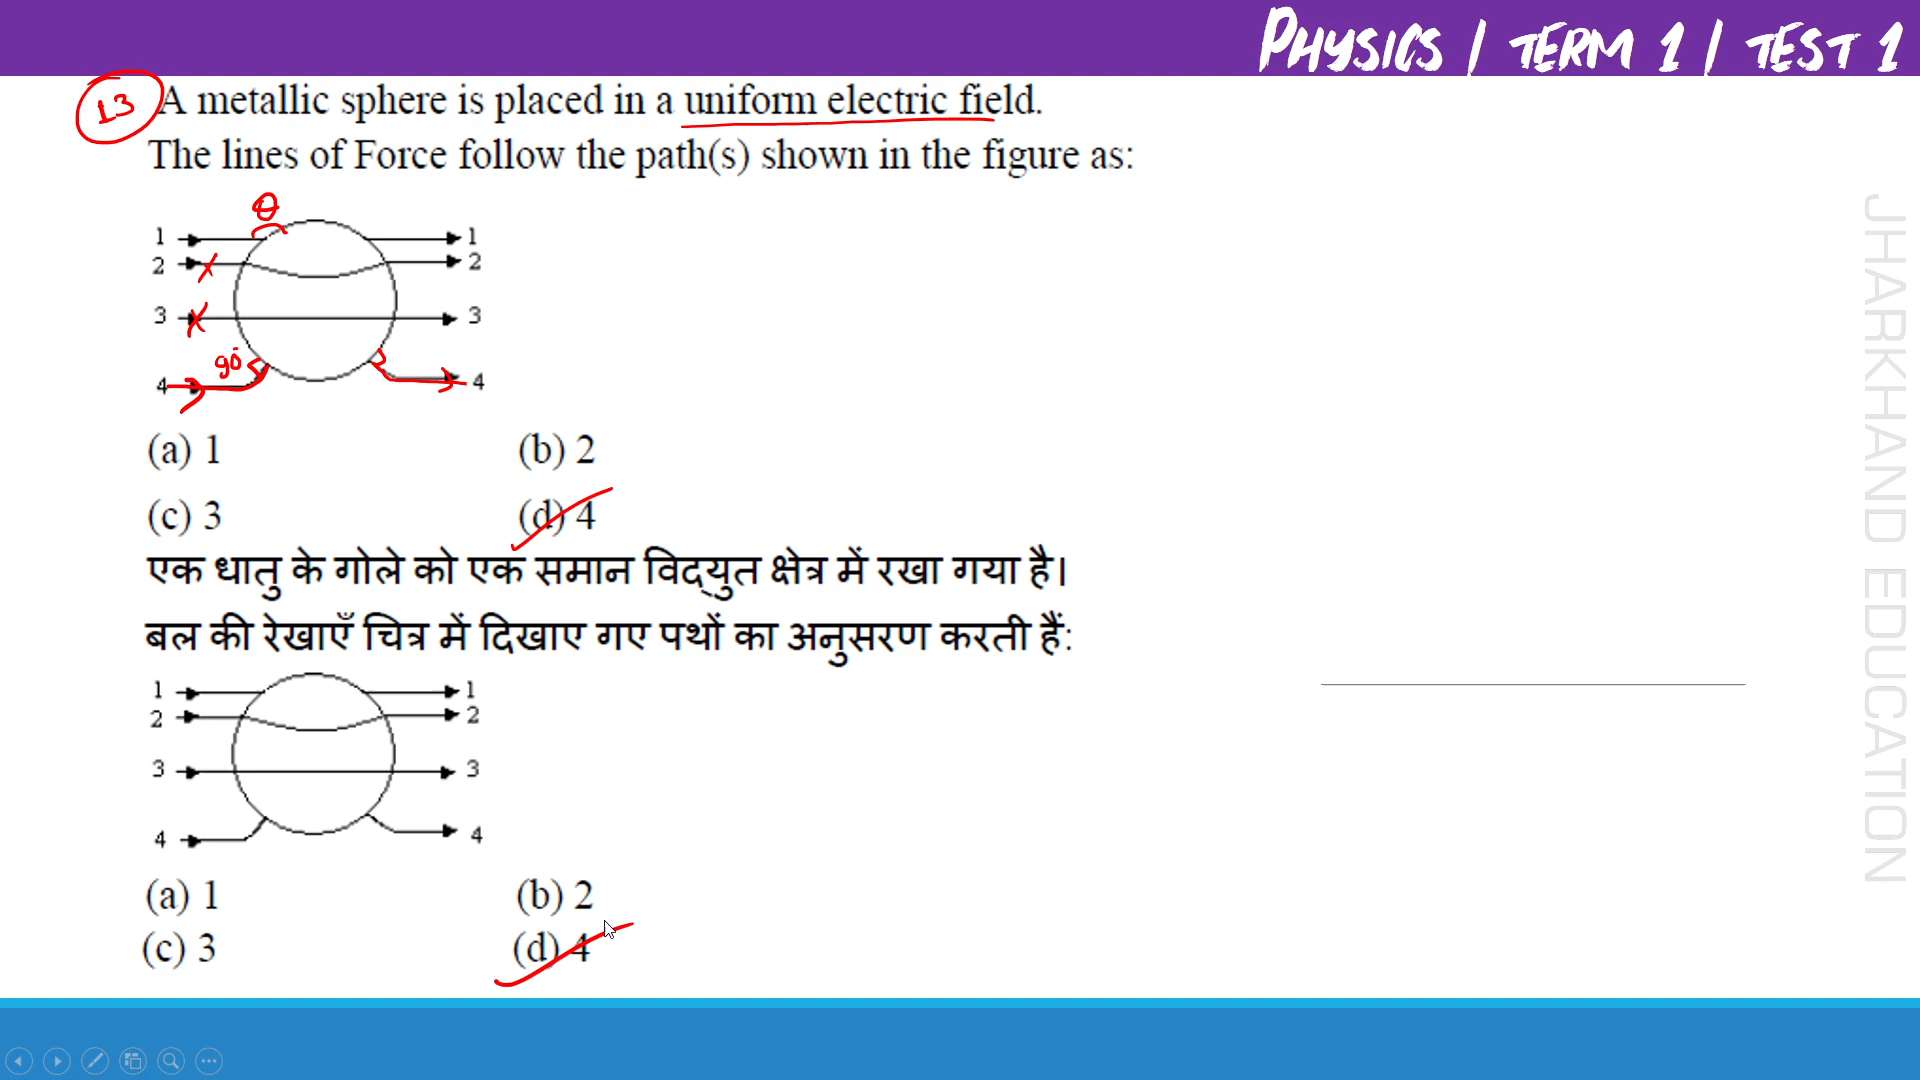 PHYSICS | TERM 1 | TEST 1
13 A metallic sphere is placed in a uniform electric field.
The lines of Force follow the path(s) shown in the figure as:
θ
1 1
2 2
3 3
90°
4 4
(a) 1 (b) 2
(c) 3 (d) 4
एक धातु के गोले को एक समान विद्युत क्षेत्र में रखा गया है।
बल की रेखाएँ चित्र में दिखाए गए पथों का अनुसरण करती हैं:
1 1
2 2
3 3
4 4
(a) 1 (b) 2
(c) 3 (d) 4
JHARKHAND EDUCATION